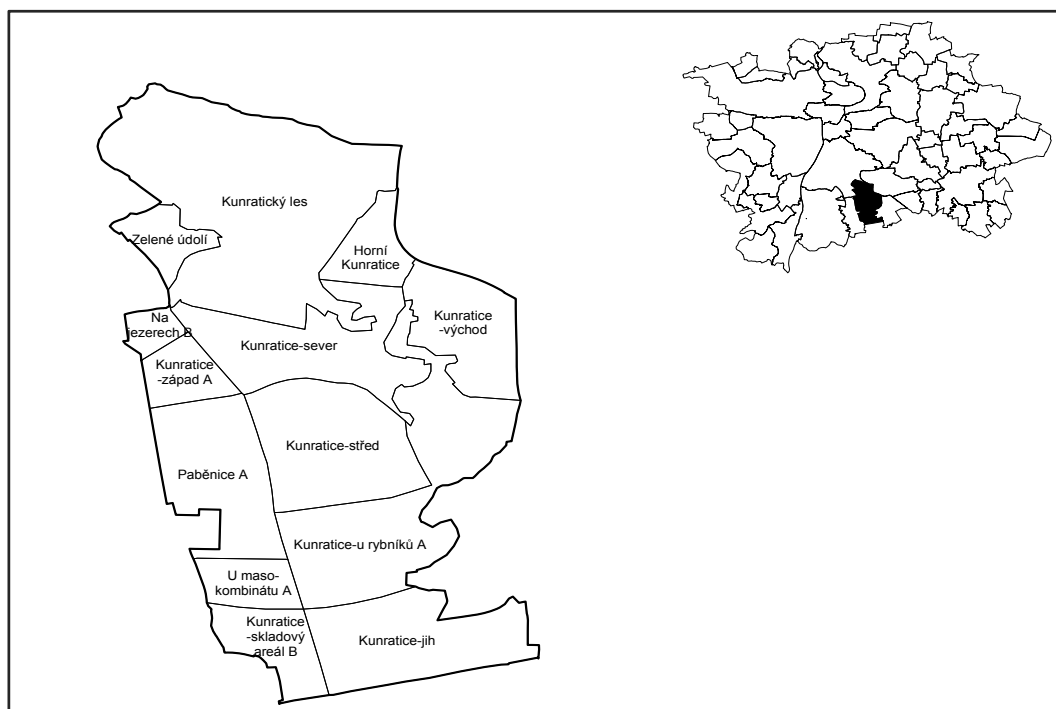 Kunratický les
Zelené údolí
Horní
Kunratice
Na
jezerech B
Kunratice
-východ
Kunratice-sever
Kunratice
-západ A
Kunratice-střed
Paběnice A
Kunratice-u rybníků A
U maso-
kombinátu A
Kunratice
-skladový
areál B
Kunratice-jih